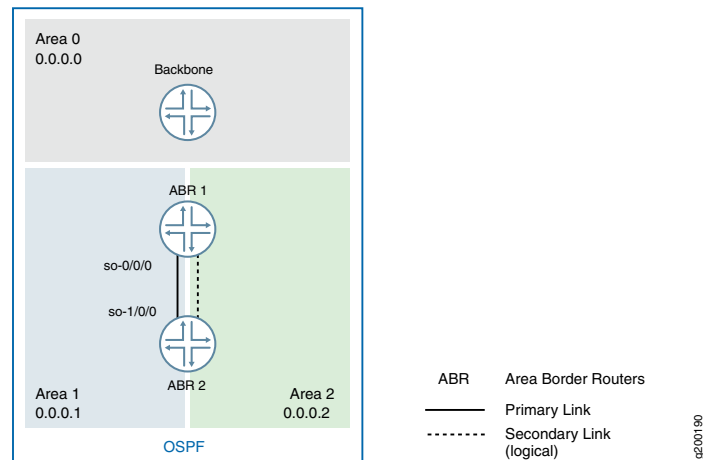 Area 0
0.0.0.0
Backbone
ABR 1
so-0/0/0
so-1/0/0
ABR 2
Area 1
0.0.0.1
Area 2
0.0.0.2
OSPF
ABR Area Border Routers
Primary Link
Secondary Link
(logical)
g200190